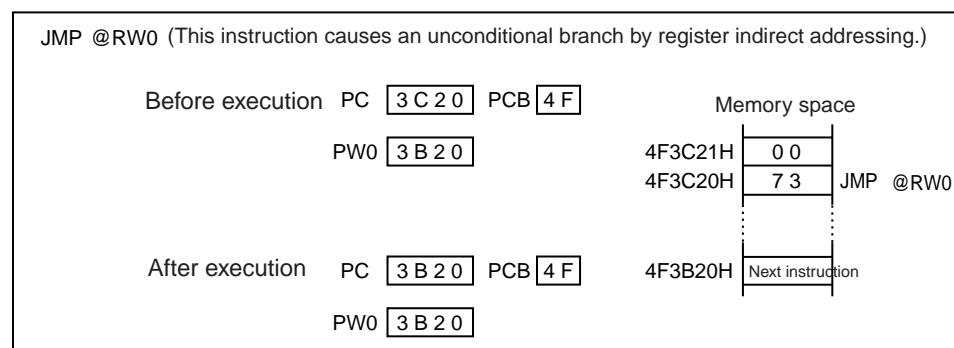 JMP @RW0 (This instruction causes an unconditional branch by register indirect addressing.)
Before execution PC 3C20 PCB 4F Memory space
PW0 3B20 4F3C21H 00
4F3C20H 73 JMP @RW0
After execution PC 3B20 PCB 4F 4F3B20H Next instruction
PW0 3B20